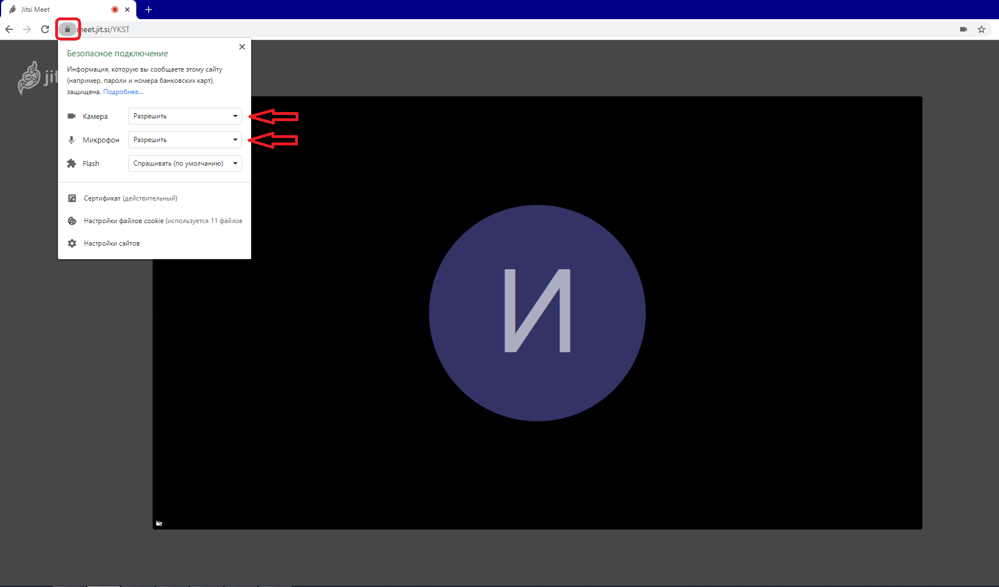 Jitsi Meet
meet.jit.si/YKST
jit
Безопасное подключение
Информация, которую вы сообщаете этому сайту
(например, пароли и номера банковских карт),
защищена. Подробнее...
Камера Разрешить
Микрофон Разрешить
Flash Спрашивать (по умолчанию)
Сертификат (действительный)
Настройки файлов cookie (используется 11 файлов
Настройки сайтов
И